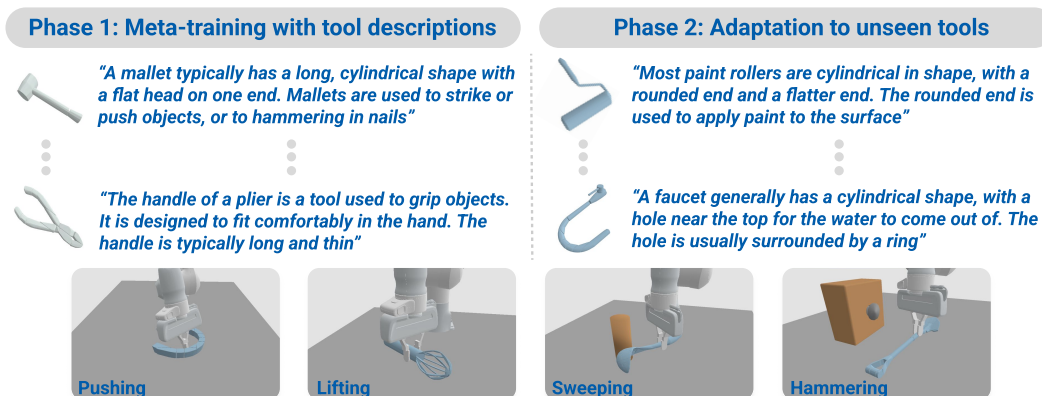 Phase 1: Meta-training with tool descriptions
“A mallet typically has a long, cylindrical shape with
a flat head on one end. Mallets are used to strike or
push objects, or to hammering in nails”
“The handle of a plier is a tool used to grip objects.
It is designed to fit comfortably in the hand. The
handle is typically long and thin”
Phase 2: Adaptation to unseen tools
“Most paint rollers are cylindrical in shape, with a
rounded end and a flatter end. The rounded end is
used to apply paint to the surface”
“A faucet generally has a cylindrical shape, with a
hole near the top for the water to come out of. The
hole is usually surrounded by a ring”
Pushing
Lifting
Sweeping
Hammering